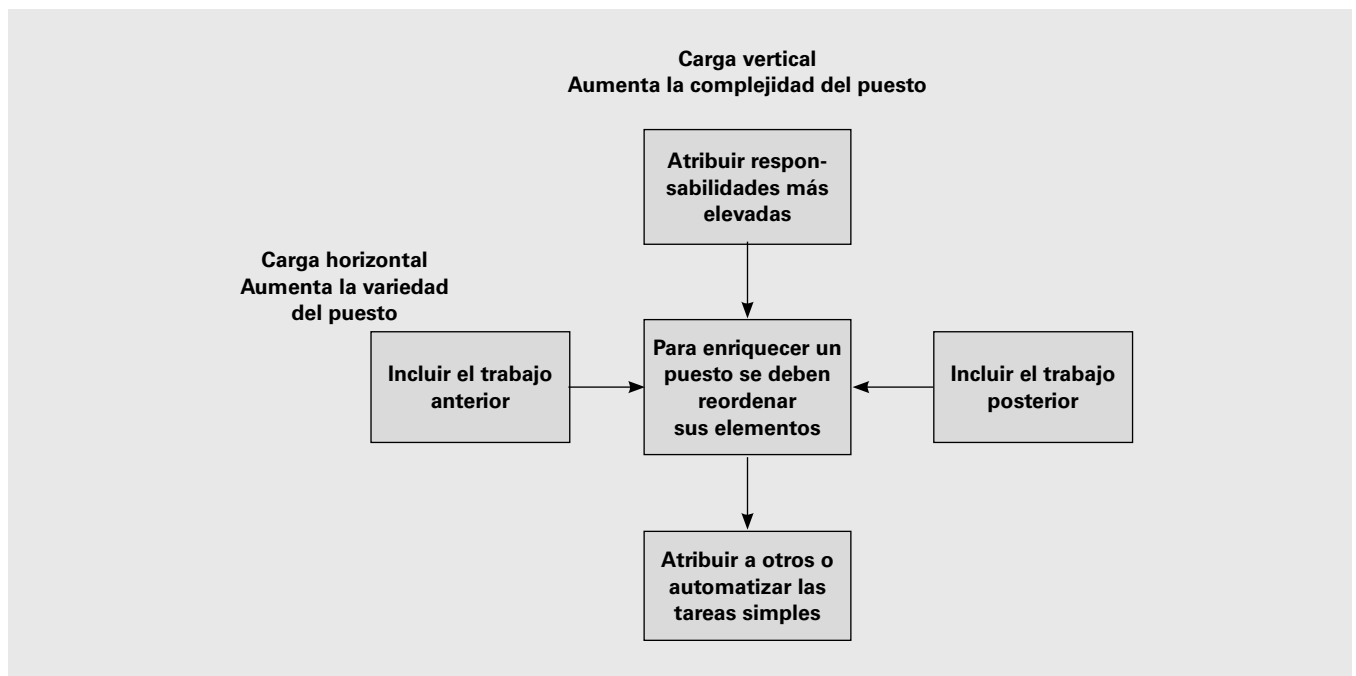 Carga vertical
Aumenta la complejidad del puesto
Atribuir respon-
sabilidades más
elevadas
Carga horizontal
Aumenta la variedad
del puesto
Incluir el trabajo
anterior
Para enriquecer un
puesto se deben
reordenar
sus elementos
Incluir el trabajo
posterior
Atribuir a otros o
automatizar las
tareas simples